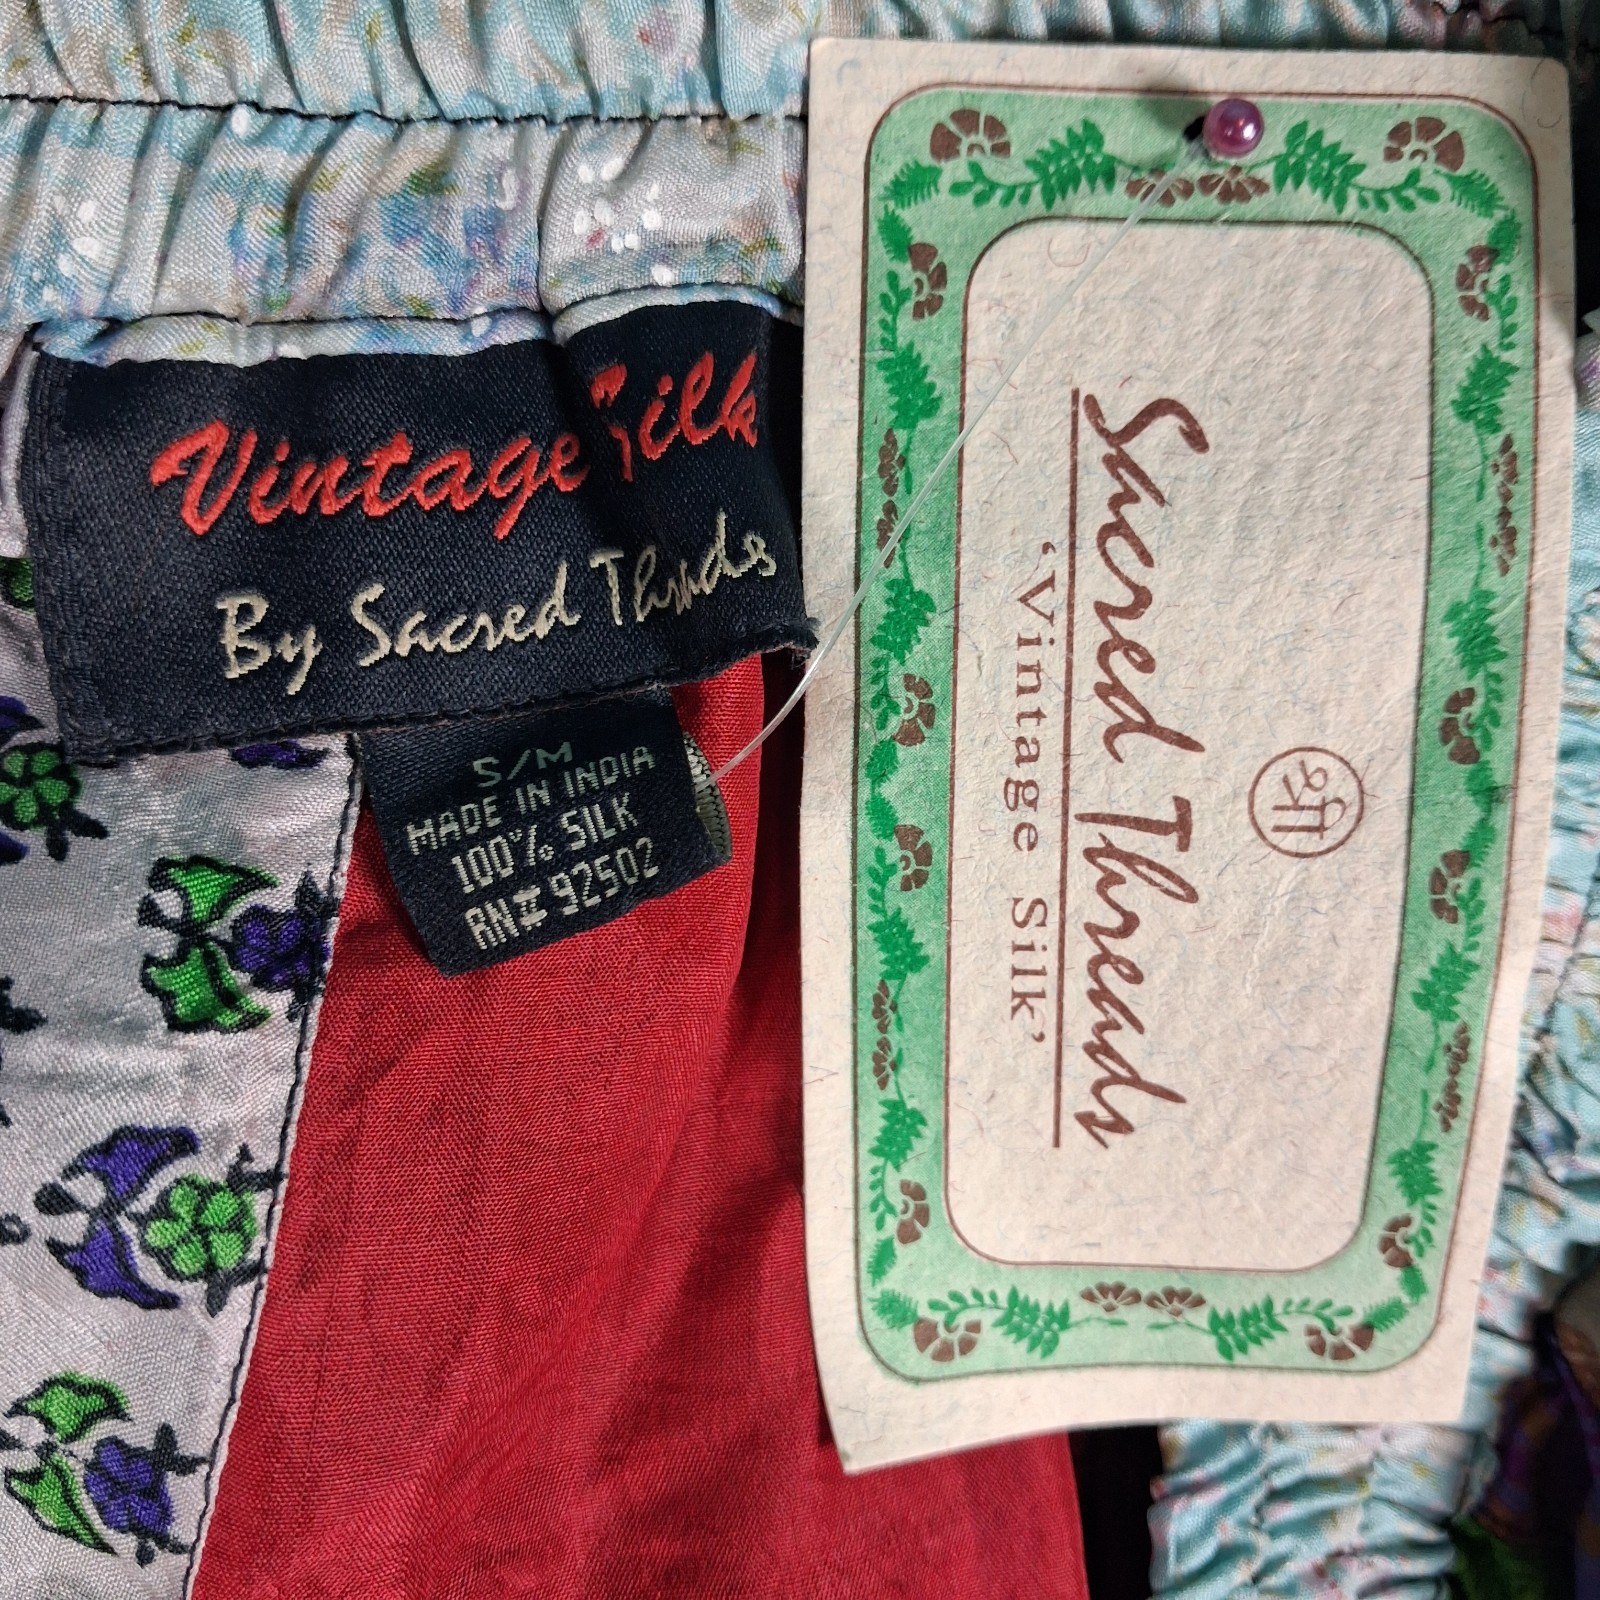 Vintage Silk
By Sacred Threads
S/M
MADE IN INDIA
100% SILK
RN# 92502
श्री
Sacred Threads
'Vintage Silk'